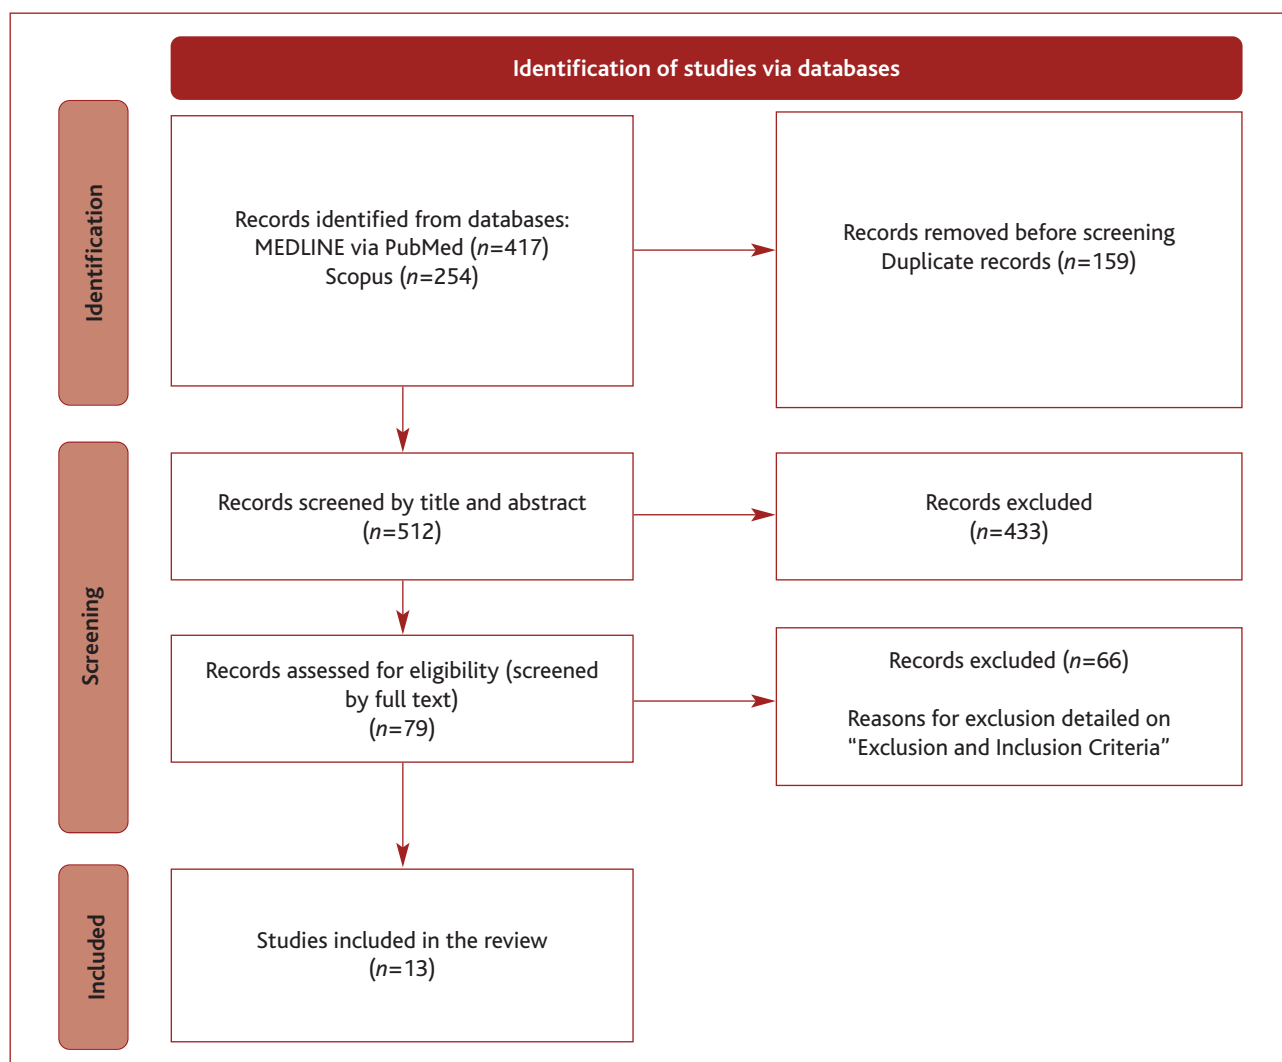 Identification of studies via databases
Identification
Records identified from databases:
MEDLINE via PubMed (n=417)
Scopus (n=254)
Records removed before screening
Duplicate records (n=159)
Screening
Records screened by title and abstract
(n=512)
Records excluded
(n=433)
Records assessed for eligibility (screened
by full text)
(n=79)
Records excluded (n=66)
Reasons for exclusion detailed on
“Exclusion and Inclusion Criteria”
Included
Studies included in the review
(n=13)